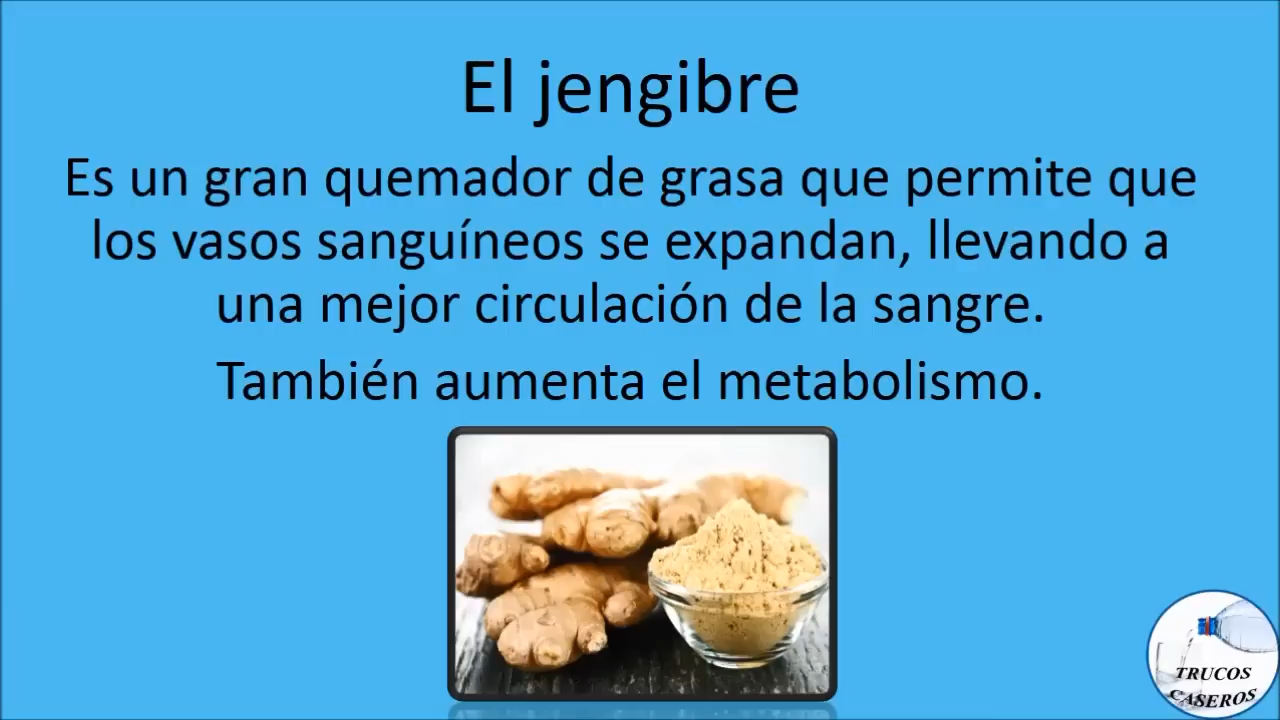 El jengibre
Es un gran quemador de grasa que permite que
los vasos sanguíneos se expandan, llevando a
una mejor circulación de la sangre.
También aumenta el metabolismo.
TRUCOS
CASEROS